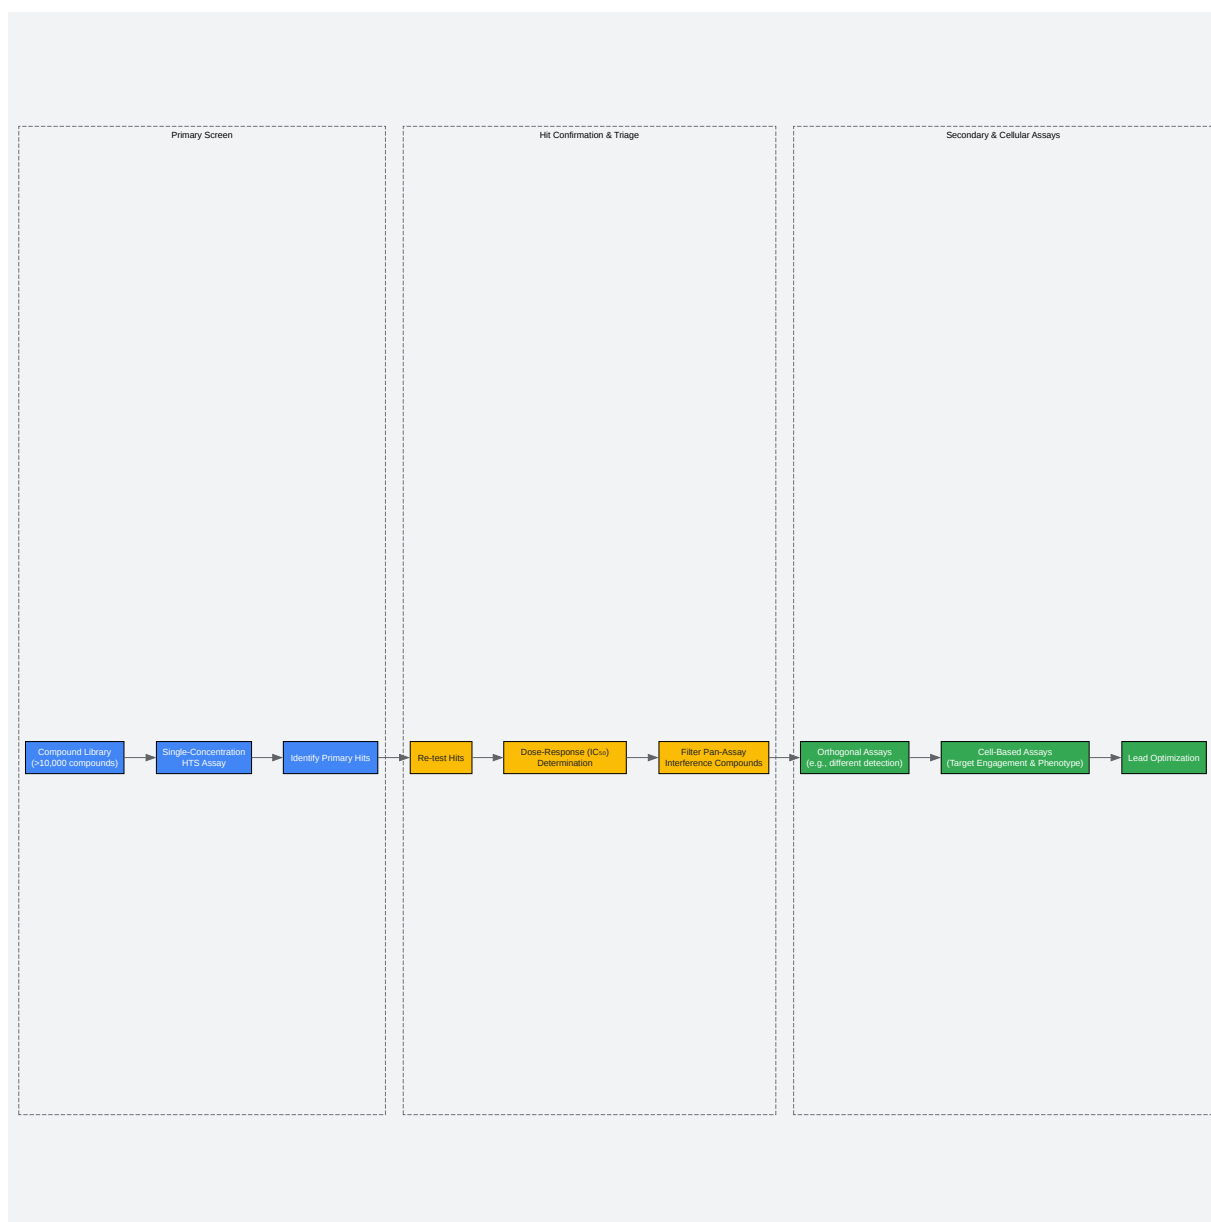 Primary Screen
Compound Library
(>10,000 compounds)
Single-Concentration
HTS Assay
Identify Primary Hits
Hit Confirmation & Triage
Re-test Hits
Dose-Response (IC₅₀)
Determination
Filter Pan-Assay
Interference Compounds
Secondary & Cellular Assays
Orthogonal Assays
(e.g., different detection)
Cell-Based Assays
(Target Engagement & Phenotype)
Lead Optimization